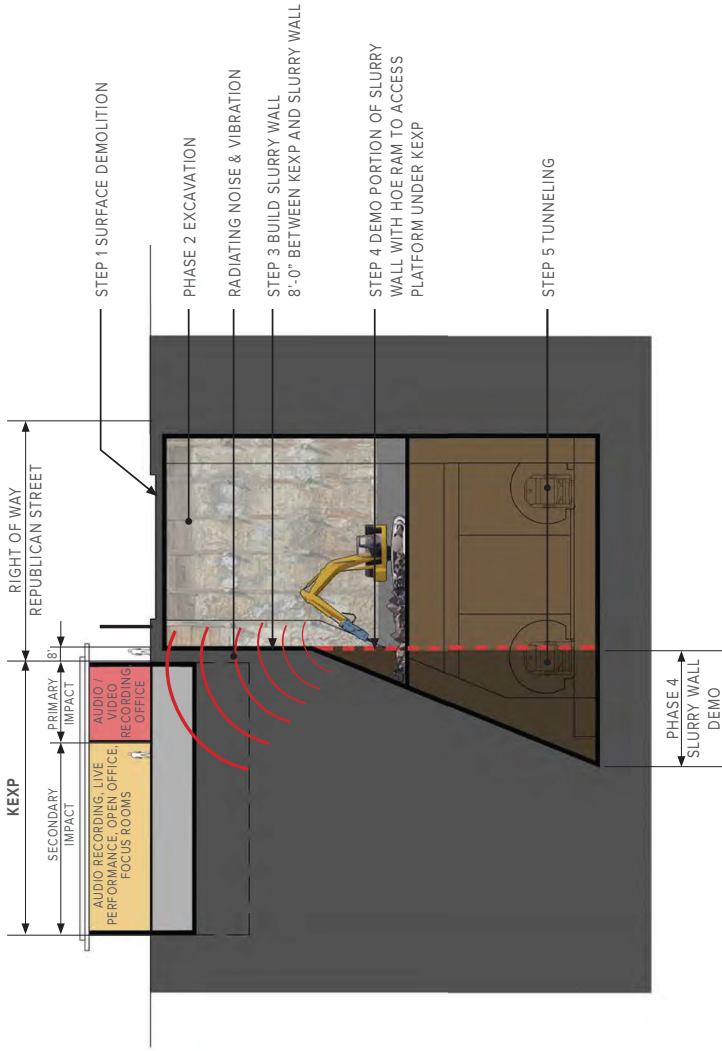 KEXP
SECONDARY
IMPACT
PRIMARY
IMPACT
8'
RIGHT OF WAY
REPUBLICAN STREET
AUDIO RECORDING, LIVE
PERFORMANCE, OPEN OFFICE,
FOCUS ROOMS
AUDIO /
VIDEO
RECORDING,
OFFICE
STEP 1 SURFACE DEMOLITION
PHASE 2 EXCAVATION
RADIATING NOISE & VIBRATION
STEP 3 BUILD SLURRY WALL
8'-0" BETWEEN KEXP AND SLURRY WALL
STEP 4 DEMO PORTION OF SLURRY
WALL WITH HOE RAM TO ACCESS
PLATFORM UNDER KEXP
STEP 5 TUNNELING
PHASE 4
SLURRY WALL
DEMO